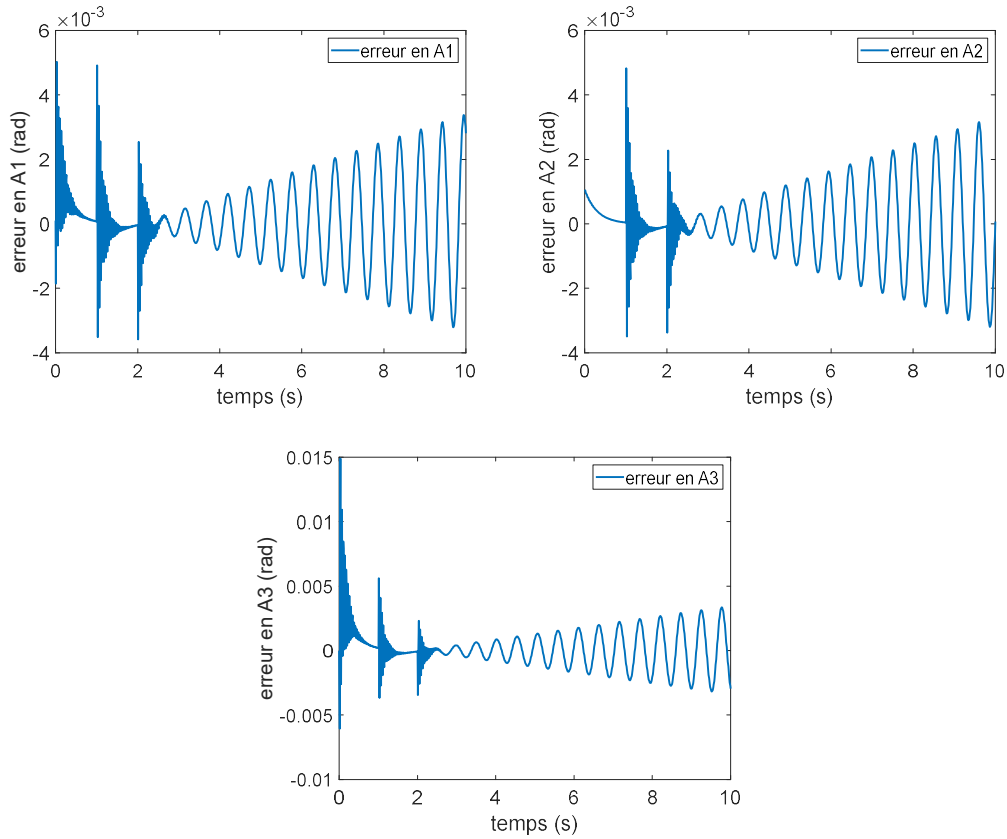 ×10⁻³
6
4
2
0
-2
-4
0 2 4 6 8 10
temps (s)
erreur en A1 (rad)
erreur en A1
×10⁻³
6
4
2
0
-2
-4
0 2 4 6 8 10
temps (s)
erreur en A2 (rad)
erreur en A2
0.015
0.01
0.005
0
-0.005
-0.01
0 2 4 6 8 10
temps (s)
erreur en A3 (rad)
erreur en A3